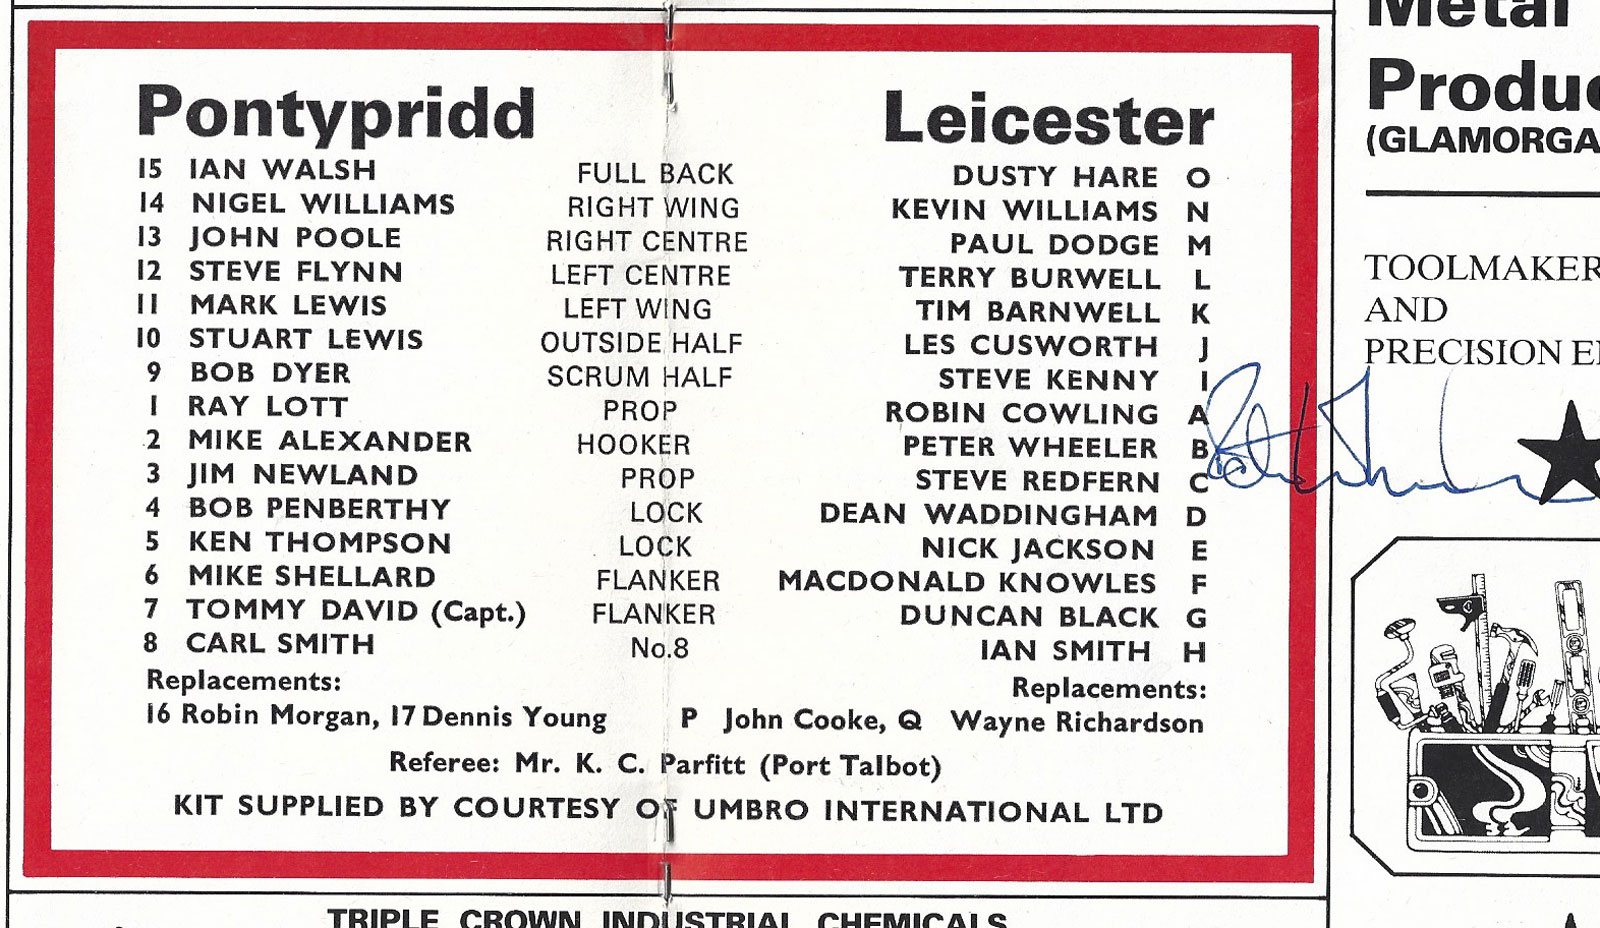 Pontypridd Leicester
15 IAN WALSH FULL BACK DUSTY HARE O
14 NIGEL WILLIAMS RIGHT WING KEVIN WILLIAMS N
13 JOHN POOLE RIGHT CENTRE PAUL DODGE M
12 STEVE FLYNN LEFT CENTRE TERRY BURWELL L
11 MARK LEWIS LEFT WING TIM BARNWELL K
10 STUART LEWIS OUTSIDE HALF LES CUSWORTH J
9 BOB DYER SCRUM HALF STEVE KENNY I
1 RAY LOTT PROP ROBIN COWLING A
2 MIKE ALEXANDER HOOKER PETER WHEELER B
3 JIM NEWLAND PROP STEVE REDFERN C
4 BOB PENBERTHY LOCK DEAN WADDINGHAM D
5 KEN THOMPSON LOCK NICK JACKSON E
6 MIKE SHELLARD FLANKER MACDONALD KNOWLES F
7 TOMMY DAVID (Capt.) FLANKER DUNCAN BLACK G
8 CARL SMITH No.8 IAN SMITH H
Replacements: Replacements:
16 Robin Morgan, 17 Dennis Young P John Cooke, Q Wayne Richardson
Referee: Mr. K. C. Parfitt (Port Talbot)
KIT SUPPLIED BY COURTESY OF UMBRO INTERNATIONAL LTD
TRIPLE CROWN INDUSTRIAL CHEMICALS
Metal
Produc
(GLAMORGA
TOOLMAKER
AND
PRECISION E